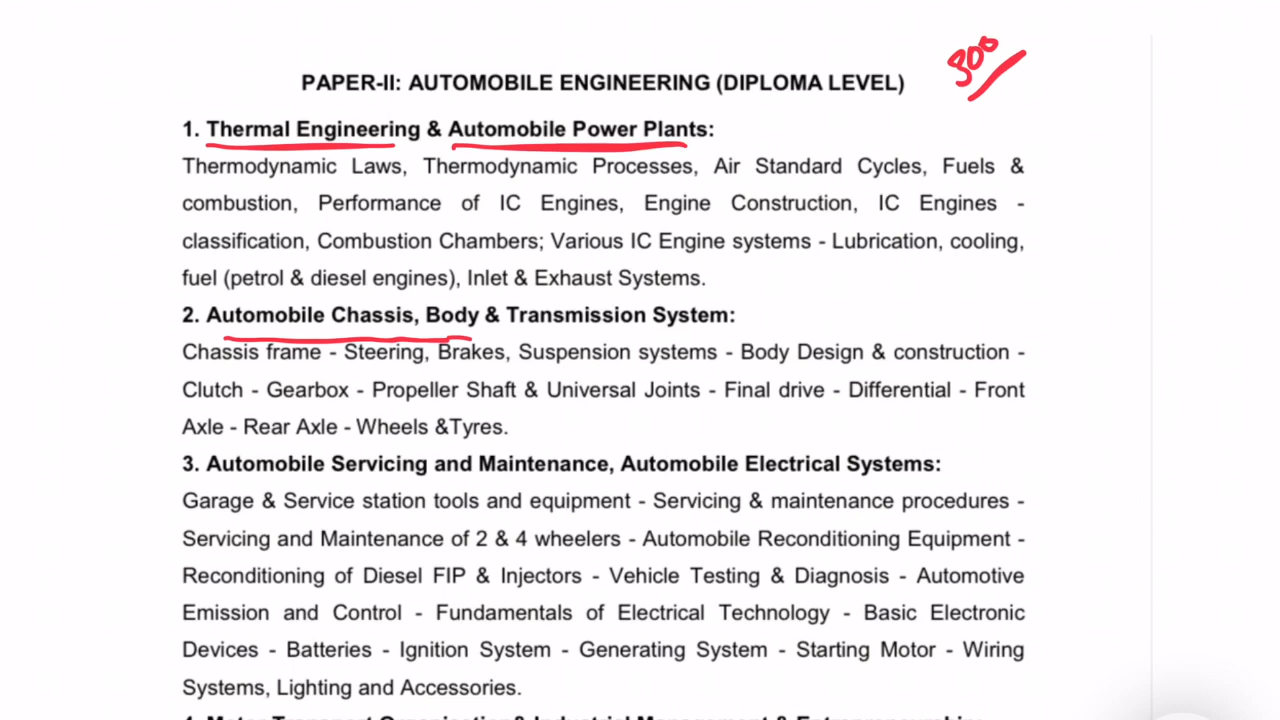 300
PAPER-II: AUTOMOBILE ENGINEERING (DIPLOMA LEVEL)
1. Thermal Engineering & Automobile Power Plants:
Thermodynamic Laws, Thermodynamic Processes, Air Standard Cycles, Fuels &
combustion, Performance of IC Engines, Engine Construction, IC Engines -
classification, Combustion Chambers; Various IC Engine systems - Lubrication, cooling,
fuel (petrol & diesel engines), Inlet & Exhaust Systems.
2. Automobile Chassis, Body & Transmission System:
Chassis frame - Steering, Brakes, Suspension systems - Body Design & construction -
Clutch - Gearbox - Propeller Shaft & Universal Joints - Final drive - Differential - Front
Axle - Rear Axle - Wheels &Tyres.
3. Automobile Servicing and Maintenance, Automobile Electrical Systems:
Garage & Service station tools and equipment - Servicing & maintenance procedures -
Servicing and Maintenance of 2 & 4 wheelers - Automobile Reconditioning Equipment -
Reconditioning of Diesel FIP & Injectors - Vehicle Testing & Diagnosis - Automotive
Emission and Control - Fundamentals of Electrical Technology - Basic Electronic
Devices - Batteries - Ignition System - Generating System - Starting Motor - Wiring
Systems, Lighting and Accessories.
4. Motor Transport Organisation & Industrial Management & Entrepreneurship: